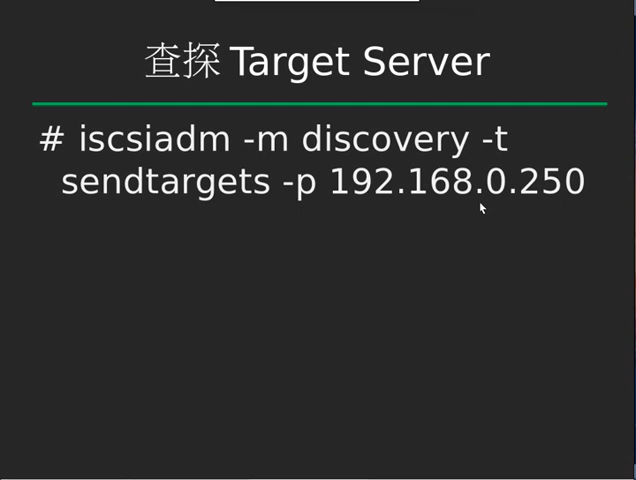 查探 Target Server
# iscsiadm -m discovery -t
sendtargets -p 192.168.0.250